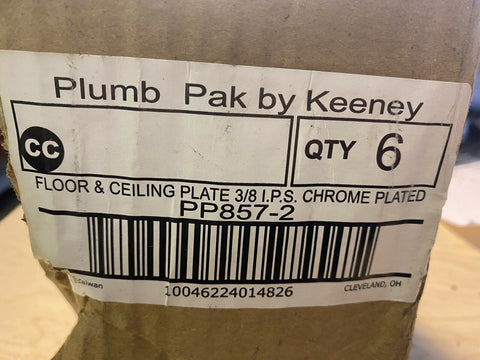 Plumb Pak by Keeney
CC
QTY 6
FLOOR & CEILING PLATE 3/8 I.P.S. CHROME PLATED
PP857-2
Taiwan
10046224014826
CLEVELAND, OH